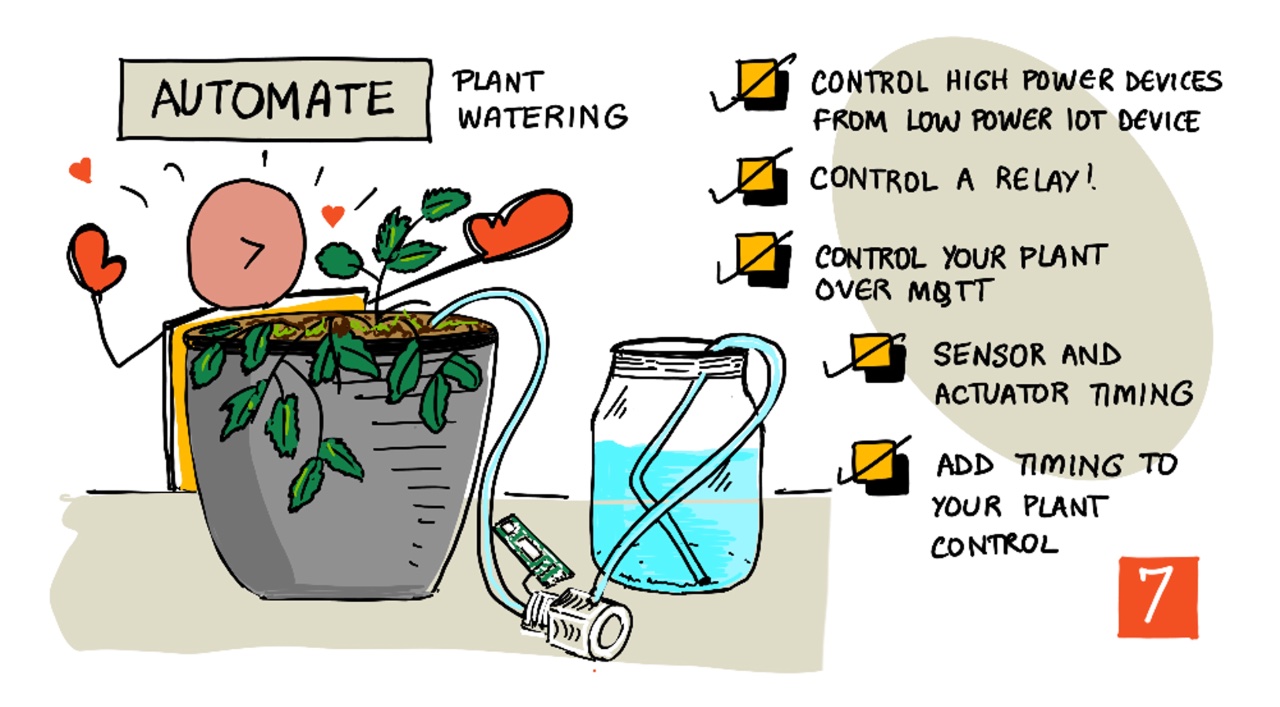 AUTOMATE
PLANT
WATERING
CONTROL HIGH POWER DEVICES
FROM LOW POWER IOT DEVICE
CONTROL A RELAY!
CONTROL YOUR PLANT
OVER MQTT
SENSOR AND
ACTUATOR TIMING
ADD TIMING TO
YOUR PLANT
CONTROL
7